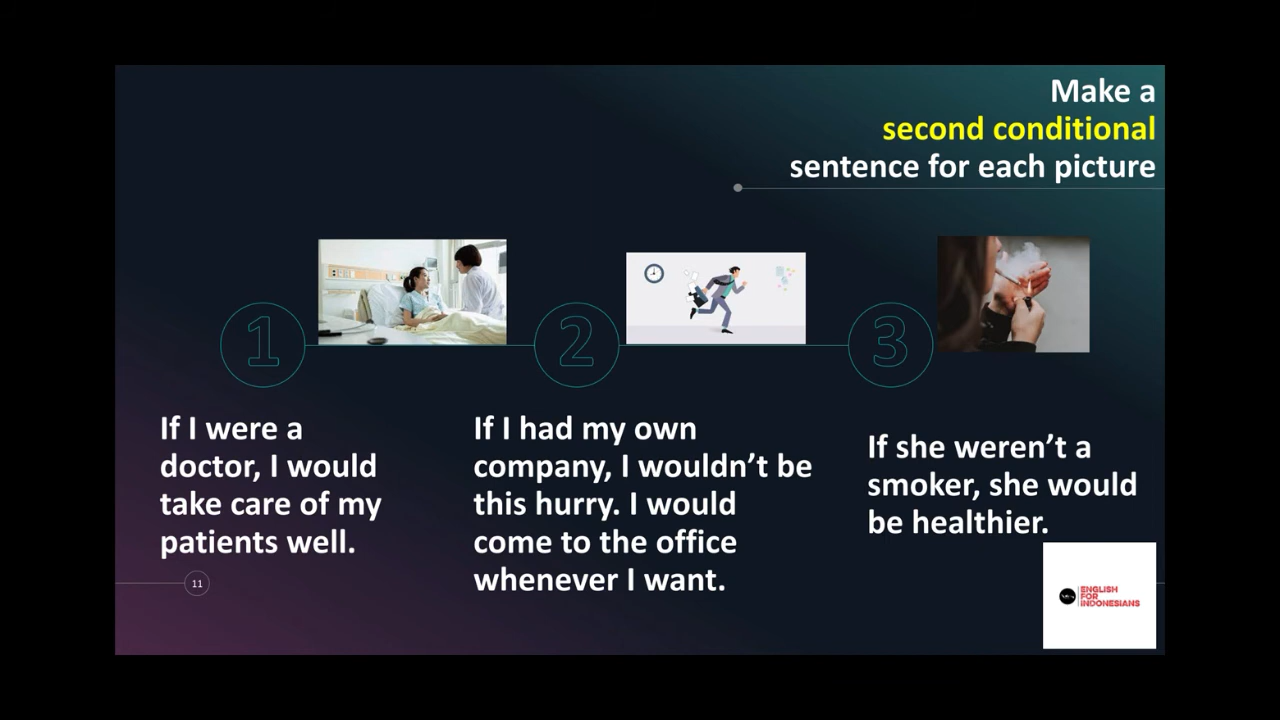 Make a
second conditional
sentence for each picture
1
2
3
If I were a
doctor, I would
take care of my
patients well.
If I had my own
company, I wouldn’t be
this hurry. I would
come to the office
whenever I want.
If she weren’t a
smoker, she would
be healthier.
11
ENGLISH
FOR
INDONESIANS